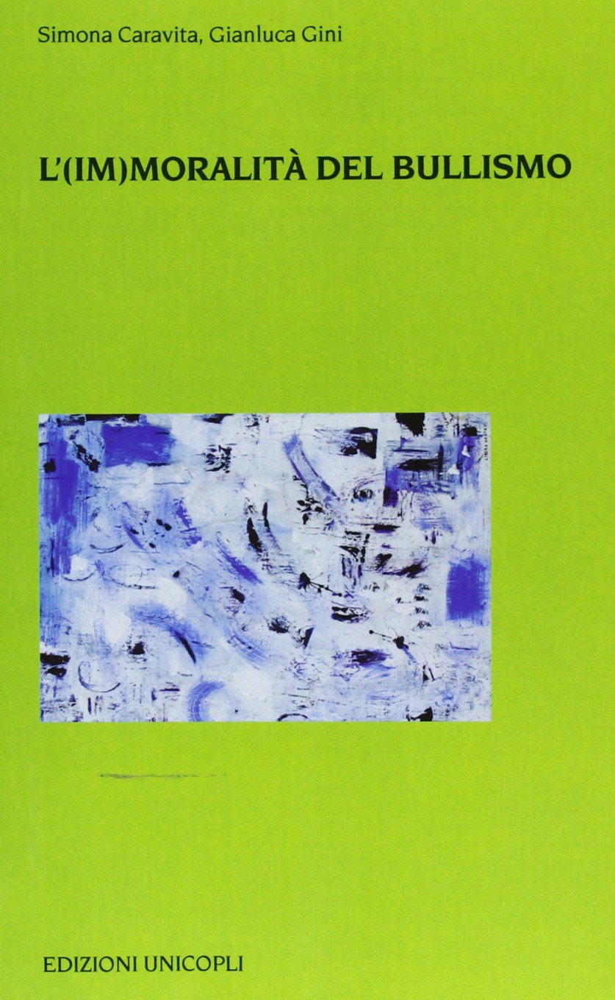 Simona Caravita, Gianluca Gini
L'(IM)MORALITÀ DEL BULLISMO
EDIZIONI UNICOPLI